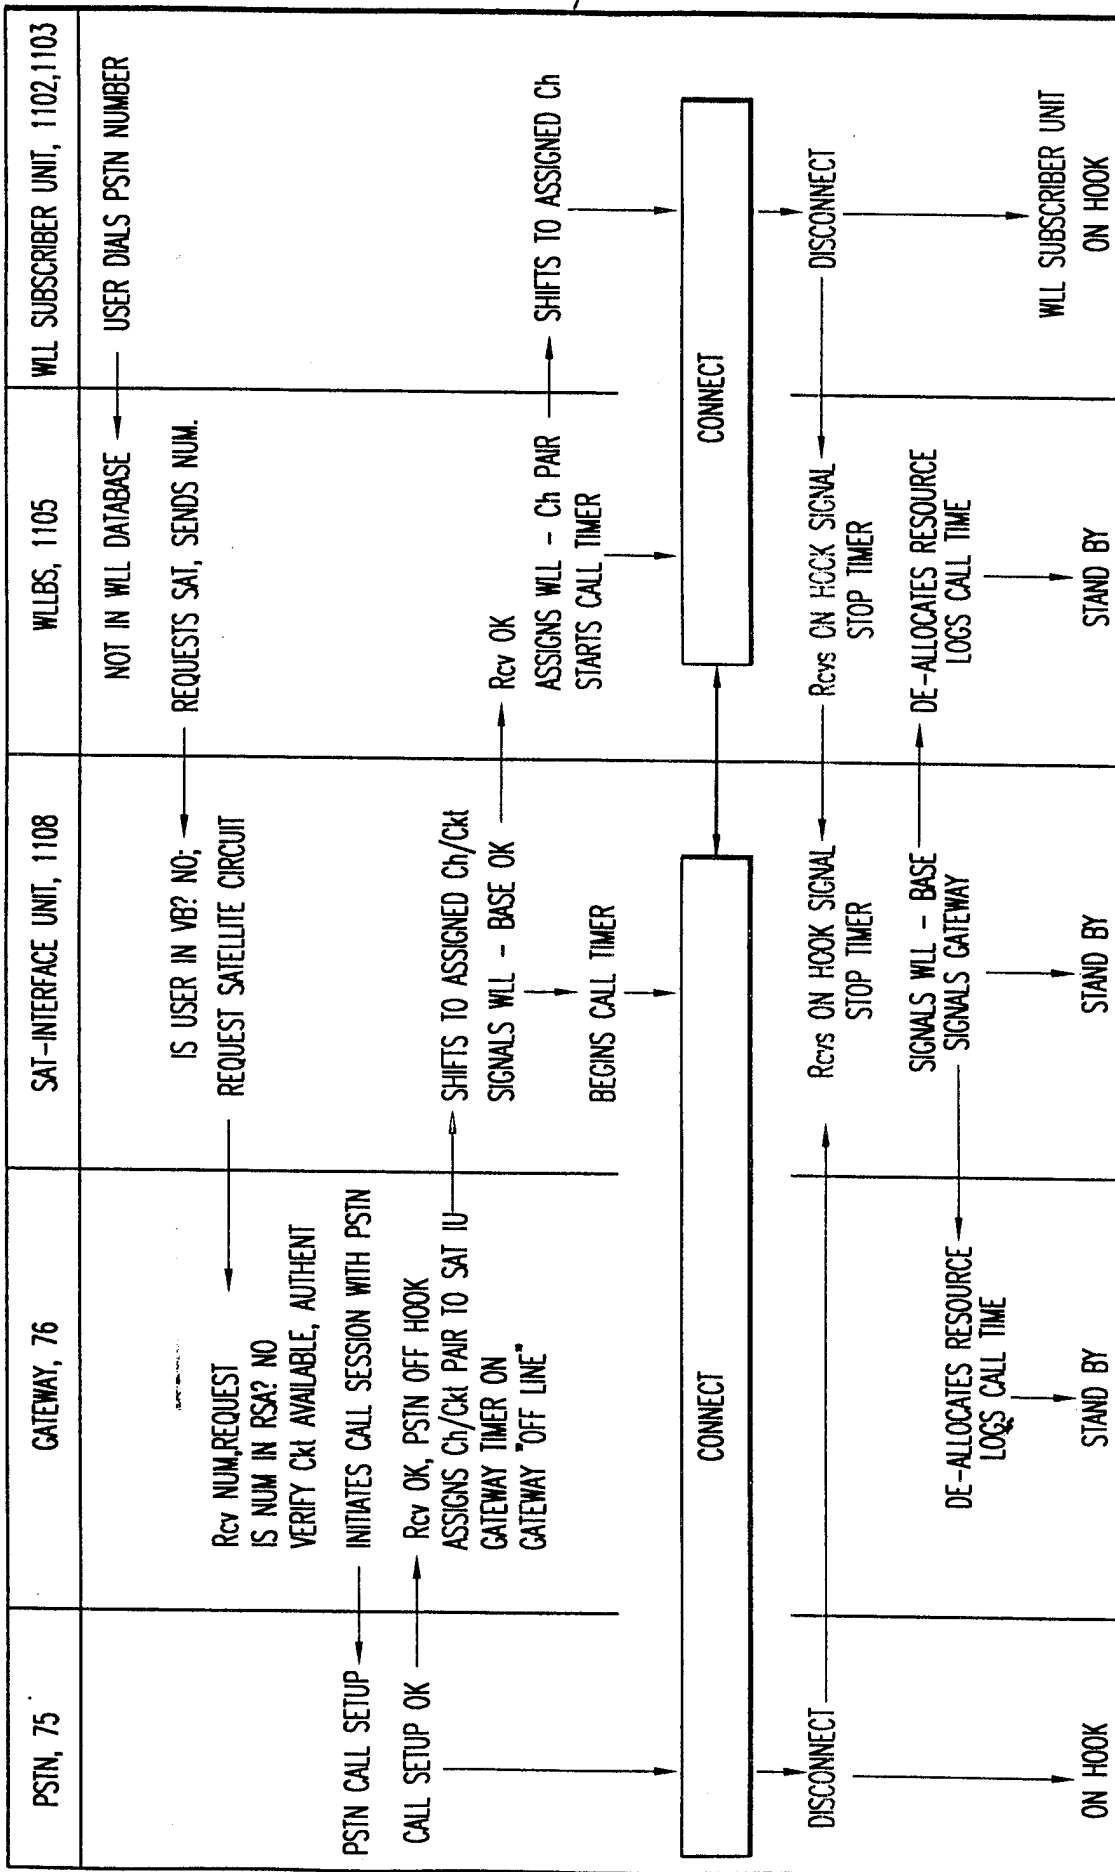 PSTN, 75
GATEWAY, 76
SAT-INTERFACE UNIT, 1108
WLLBS, 1105
WLL SUBSCRIBER UNIT, 1102,1103
USER DIALS PSTN NUMBER
NOT IN WLL DATABASE
REQUESTS SAT, SENDS NUM.
IS USER IN VB? NO;
REQUEST SATELLITE CIRCUIT
Rcv NUM,REQUEST
IS NUM IN RSA? NO
VERIFY Ckt AVAILABLE, AUTHENT
INITIATES CALL SESSION WITH PSTN
PSTN CALL SETUP
CALL SETUP OK
Rcv OK, PSTN OFF HOOK
ASSIGNS Ch/Ckt PAIR TO SAT IU
GATEWAY TIMER ON
GATEWAY "OFF LINE"
SHIFTS TO ASSIGNED Ch/Ckt
SIGNALS WLL - BASE OK
BEGINS CALL TIMER
Rcv OK
ASSIGNS WLL - Ch PAIR
STARTS CALL TIMER
SHIFTS TO ASSIGNED Ch
CONNECT
CONNECT
DISCONNECT
Rcvs ON HOOK SIGNAL
STOP TIMER
Rcvs ON HOOK SIGNAL
STOP TIMER
DISCONNECT
DE-ALLOCATES RESOURCE
LOGS CALL TIME
SIGNALS WLL - BASE
SIGNALS GATEWAY
DE-ALLOCATES RESOURCE
LOGS CALL TIME
ON HOOK
STAND BY
STAND BY
STAND BY
WLL SUBSCRIBER UNIT
ON HOOK